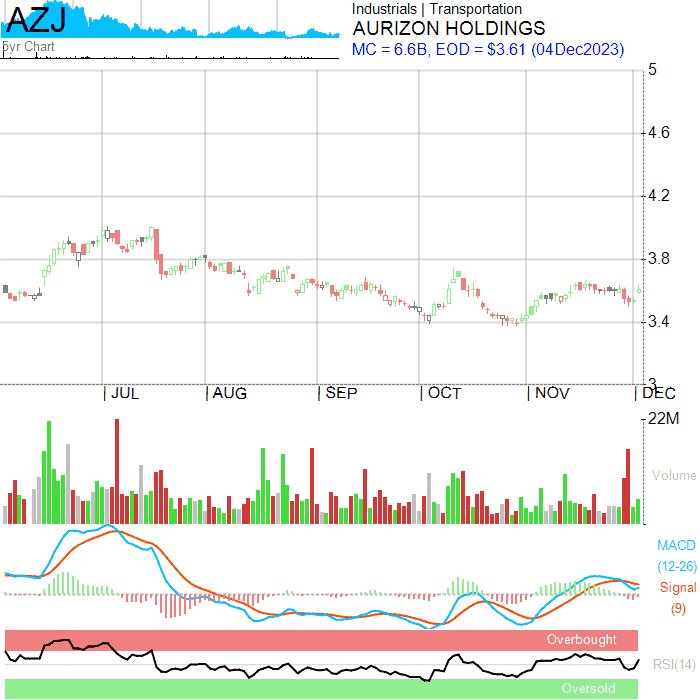 AZJ
5yr Chart
Industrials | Transportation
AURIZON HOLDINGS
MC = 6.6B, EOD = $3.61 (04Dec2023)
5
4.6
4.2
3.8
3.4
3
| JUL | AUG | SEP | OCT | NOV | DEC
22M
Volume
MACD
(12-26)
Signal
(9)
Overbought
RSI(14)
Oversold